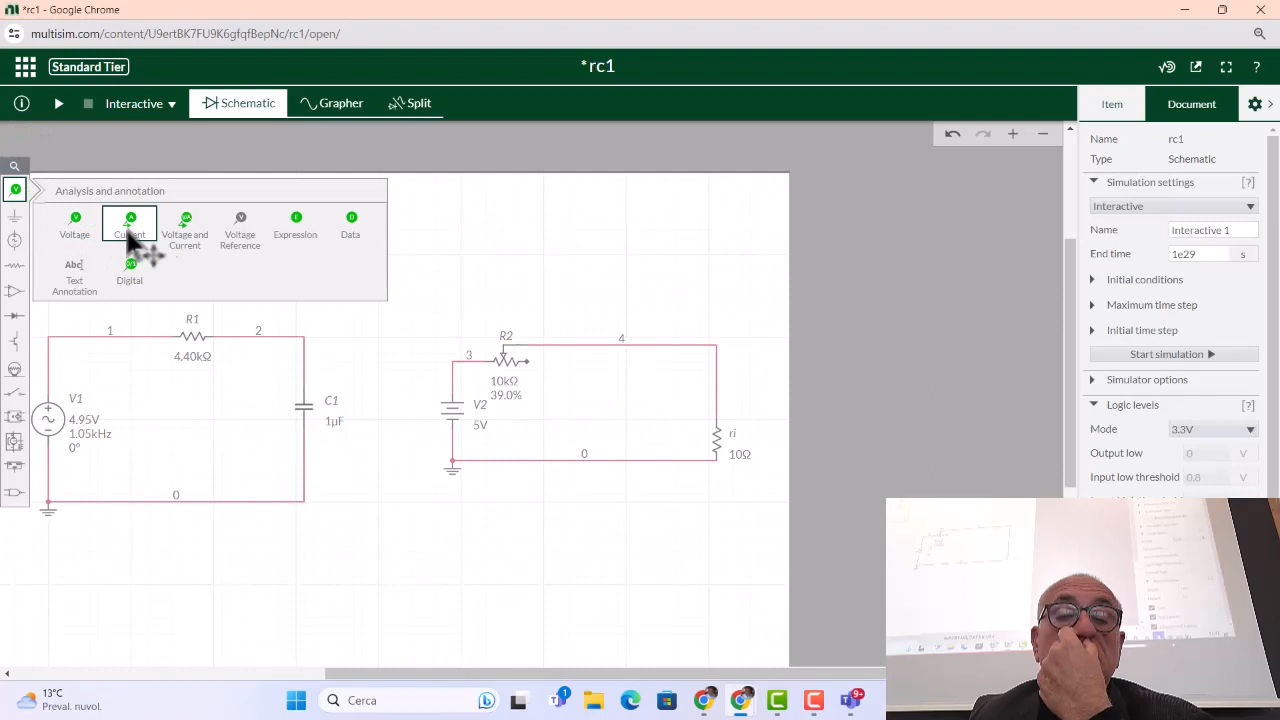 *rc1 - Google Chrome
multisim.com/content/U9ertBK7FU9K6gfqfBepNc/rc1/open/
Standard Tier
*rc1
?
Interactive
Schematic
Grapher
Split
Item
Document
Analysis and annotation
Voltage
Current
Voltage and Current
Voltage Reference
Expression
Data
Text Annotation
Digital
R1
1
2
4.40kΩ
V1
4.95V
1.05kHz
0°
C1
1µF
0
R2
3
4
10kΩ
39.0%
V2
5V
ri
10Ω
0
Name rc1
Type Schematic
Simulation settings [?]
Interactive
Name Interactive 1
End time 1e29 s
Initial conditions
Maximum time step
Initial time step
Start simulation
Simulator options
Logic levels [?]
Mode 3.3V
Output low 0 V
Input low threshold 0.8 V
13°C
Preval. nuvol.
Cerca
1
9+